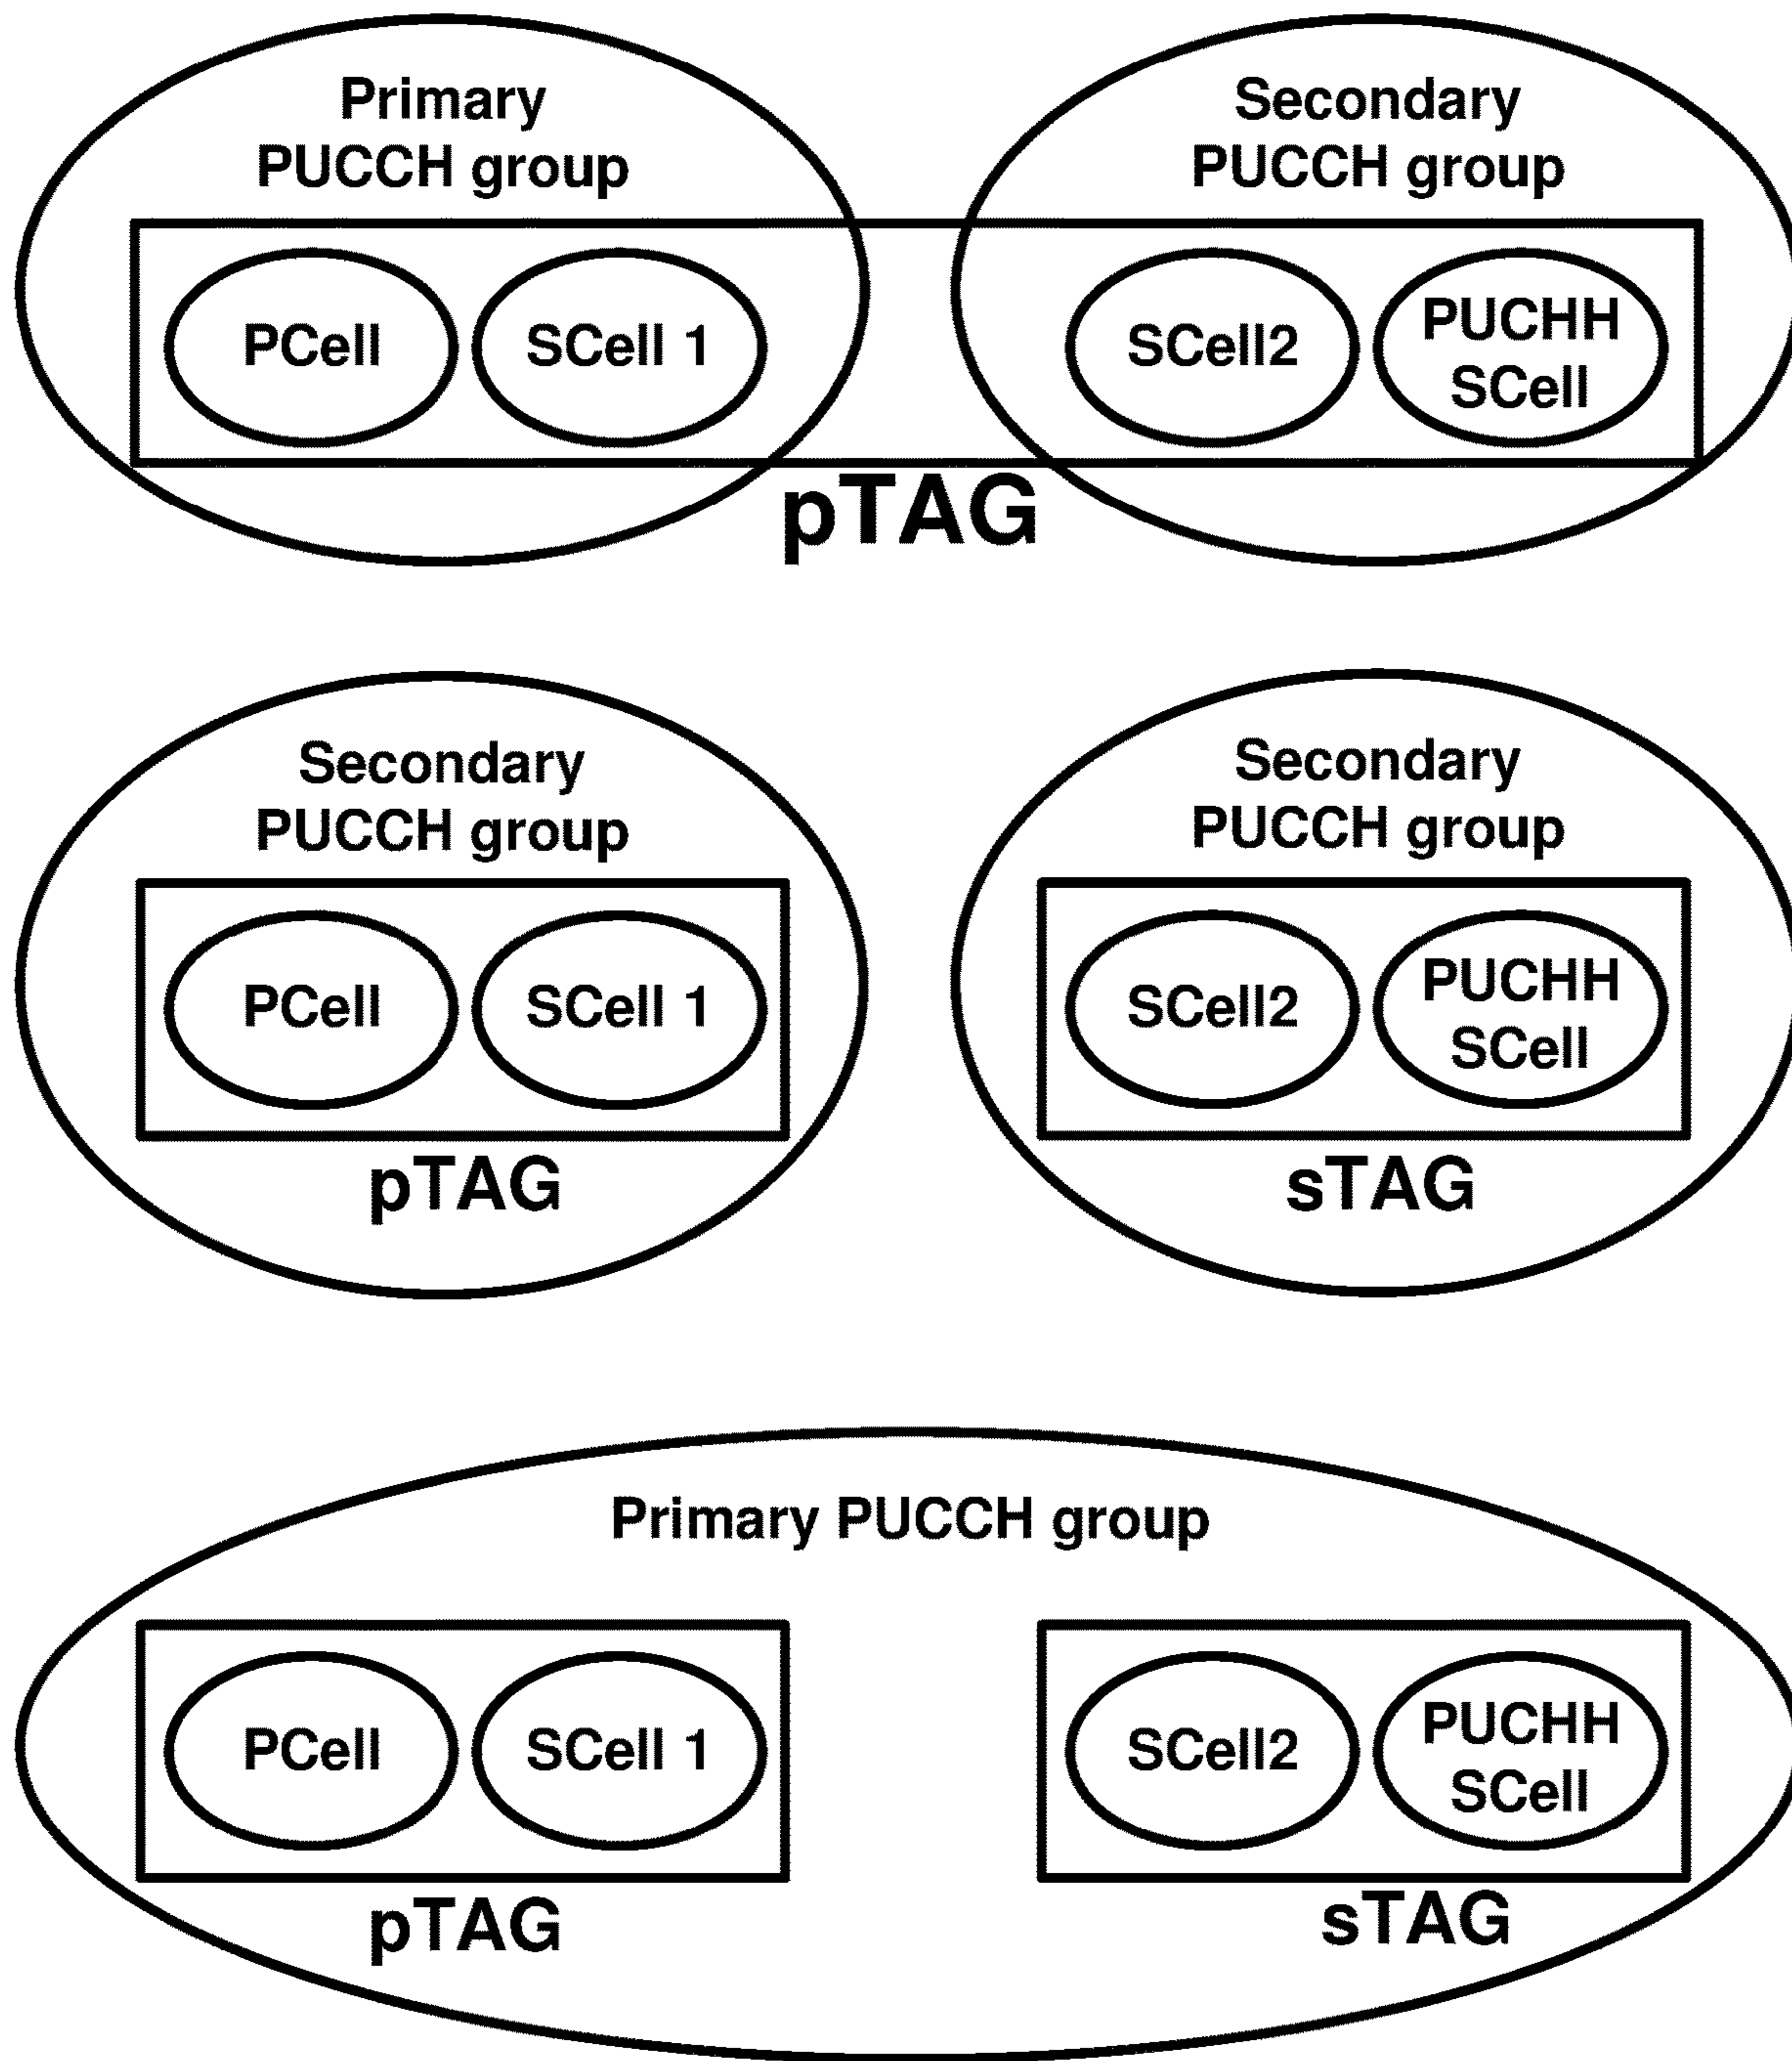 Primary
PUCCH group
Secondary
PUCCH group
PCell
SCell 1
SCell2
PUCHH
SCell
pTAG
Secondary
PUCCH group
Secondary
PUCCH group
PCell
SCell 1
SCell2
PUCHH
SCell
pTAG
sTAG
Primary PUCCH group
PCell
SCell 1
SCell2
PUCHH
SCell
pTAG
sTAG